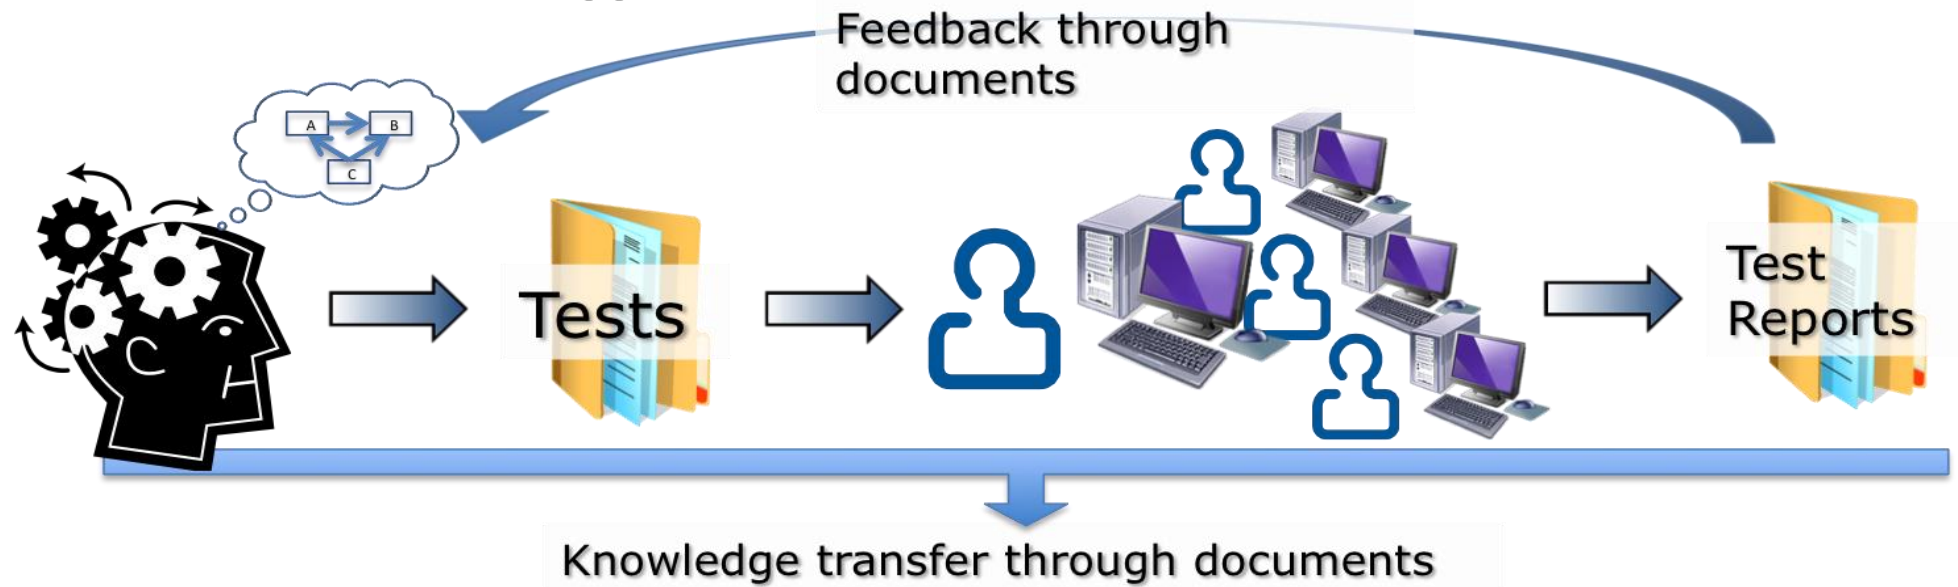 Feedback through
documents
A
B
C
Tests
Test
Reports
Knowledge transfer through documents